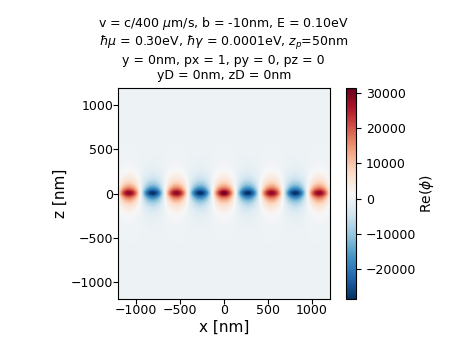 v = c/400 μm/s, b = -10nm, E = 0.10eV
ℏμ = 0.30eV, ℏγ = 0.0001eV, zₚ=50nm
y = 0nm, px = 1, py = 0, pz = 0
yD = 0nm, zD = 0nm
1000
500
0
−500
−1000
z [nm]
−1000 −500 0 500 1000
x [nm]
30000
20000
10000
0
−10000
−20000
Re(ϕ)